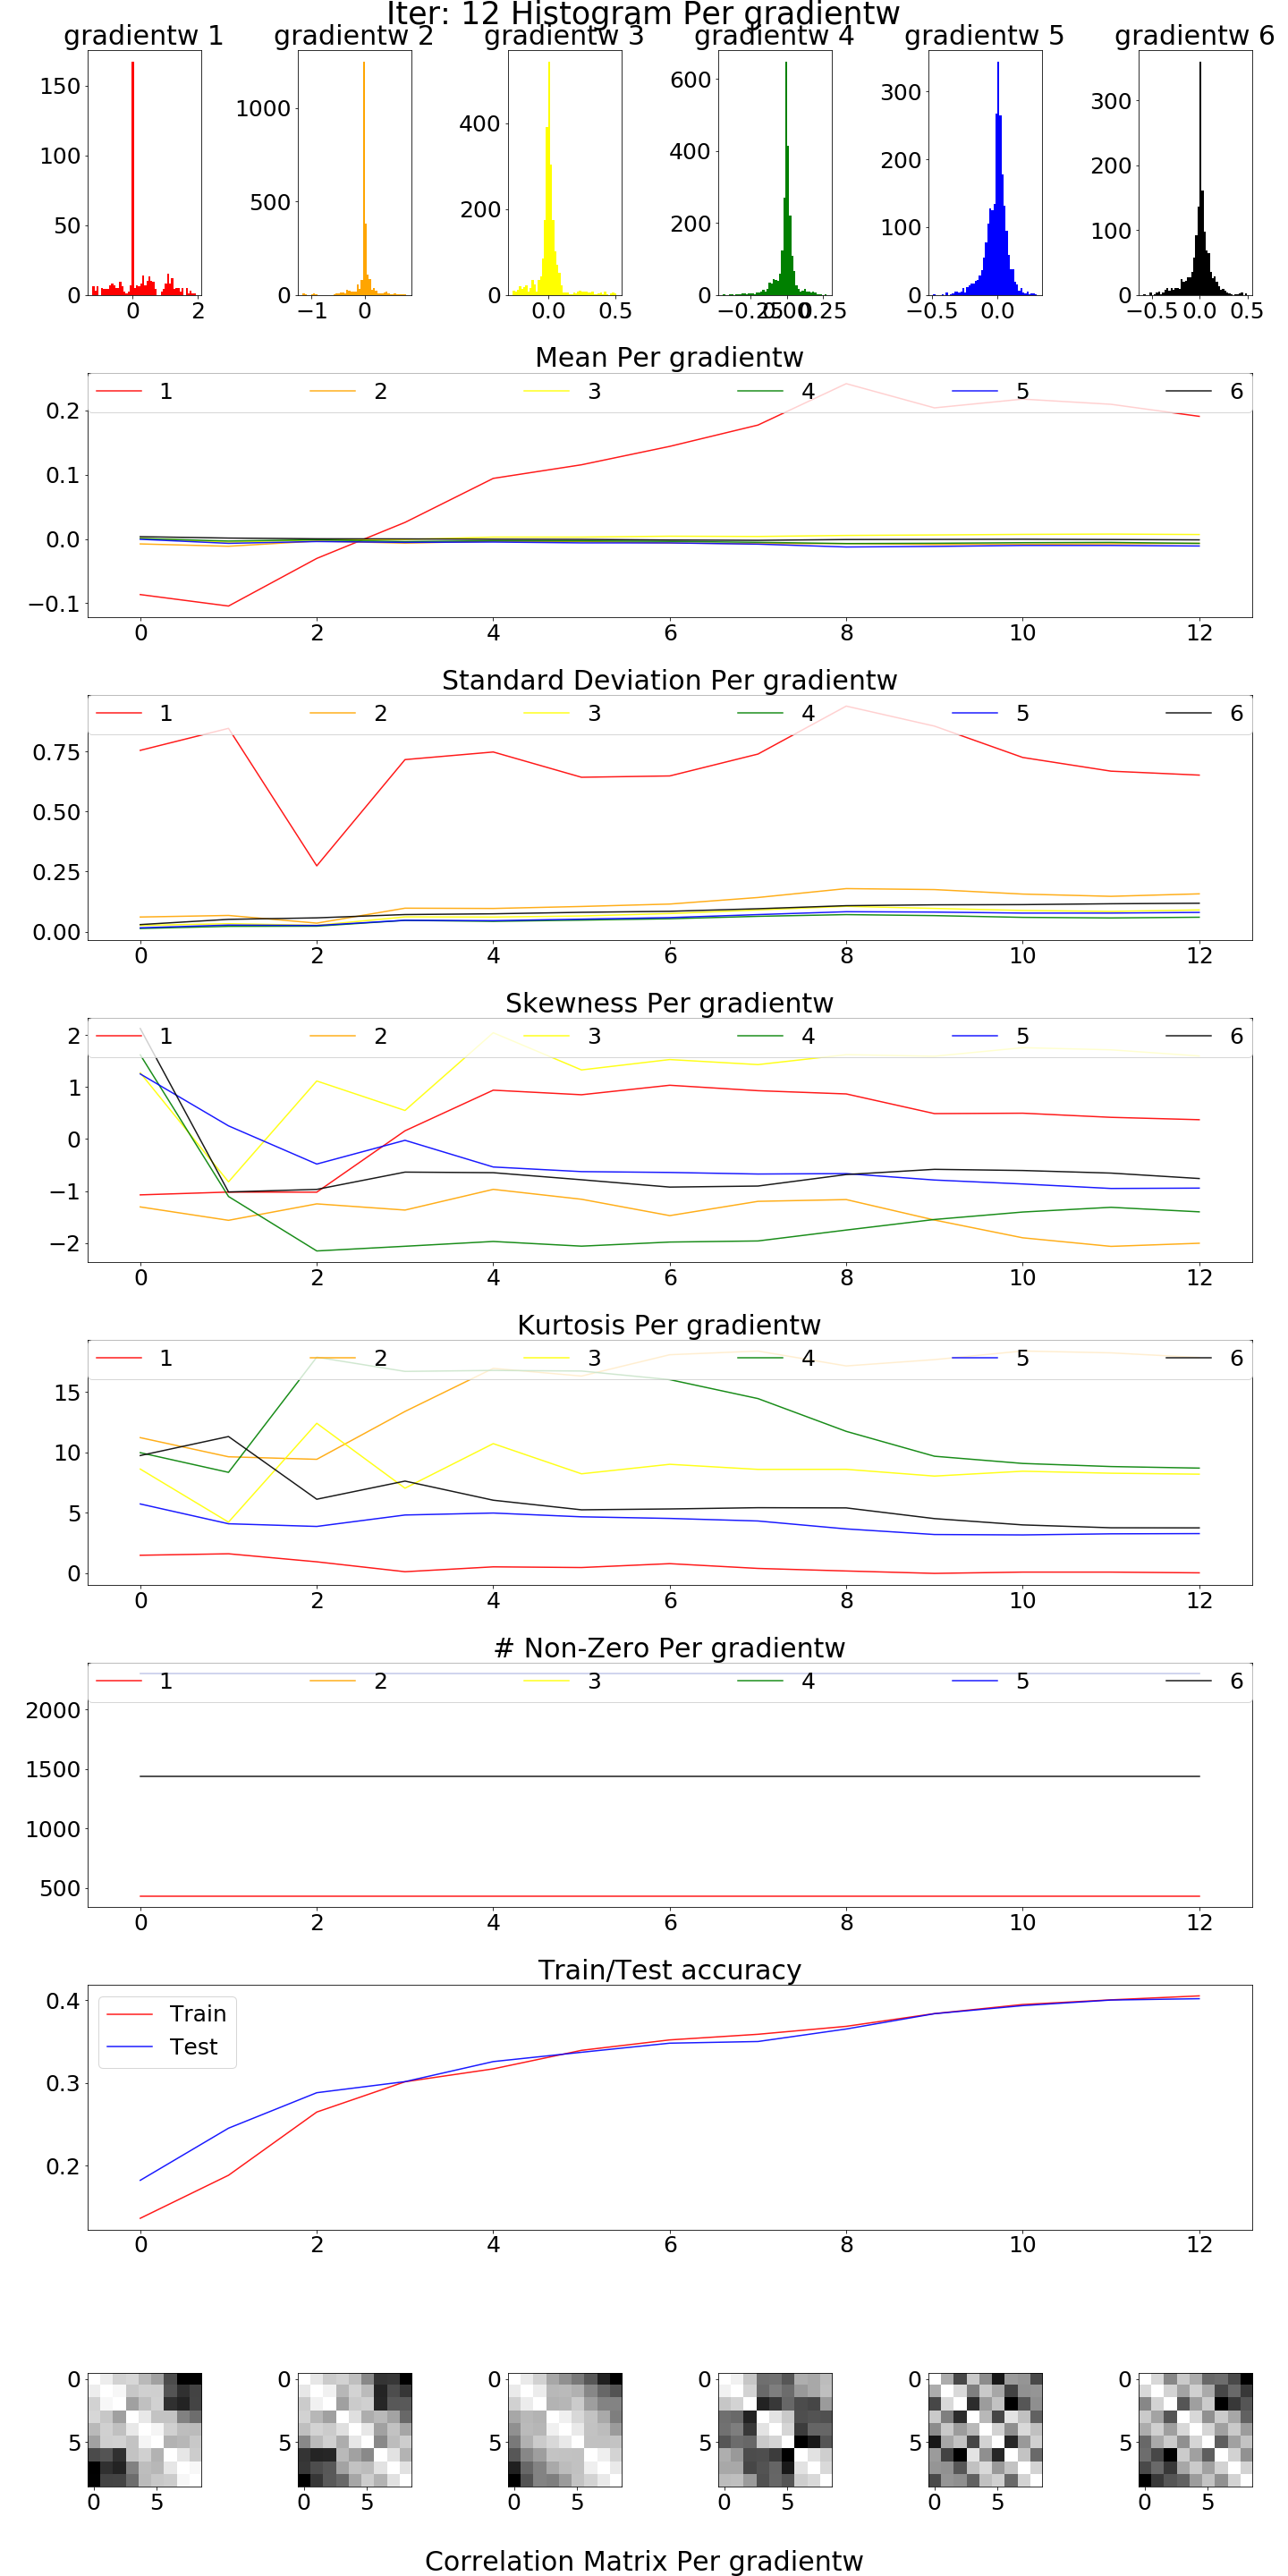 Iter: 12 Histogram Per gradientw
gradientw 1 gradientw 2 gradientw 3 gradientw 4 gradientw 5 gradientw 6
150
100
50
0
0 2
1000
500
0
−1 0
400
200
0
0.0 0.5
600
400
200
0
−0.25 0.00 0.25
300
200
100
0
−0.5 0.0
300
200
100
0
−0.5 0.0 0.5
Mean Per gradientw
1 2 3 4 5 6
0.2
0.1
0.0
−0.1
0 2 4 6 8 10 12
Standard Deviation Per gradientw
1 2 3 4 5 6
0.75
0.50
0.25
0.00
0 2 4 6 8 10 12
Skewness Per gradientw
1 2 3 4 5 6
2
1
0
−1
−2
0 2 4 6 8 10 12
Kurtosis Per gradientw
1 2 3 4 5 6
15
10
5
0
0 2 4 6 8 10 12
# Non-Zero Per gradientw
1 2 3 4 5 6
2000
1500
1000
500
0 2 4 6 8 10 12
Train/Test accuracy
Train
Test
0.4
0.3
0.2
0 2 4 6 8 10 12
0 0 0 0 0 0
5 5 5 5 5 5
0 5 0 5 0 5 0 5 0 5 0 5
Correlation Matrix Per gradientw